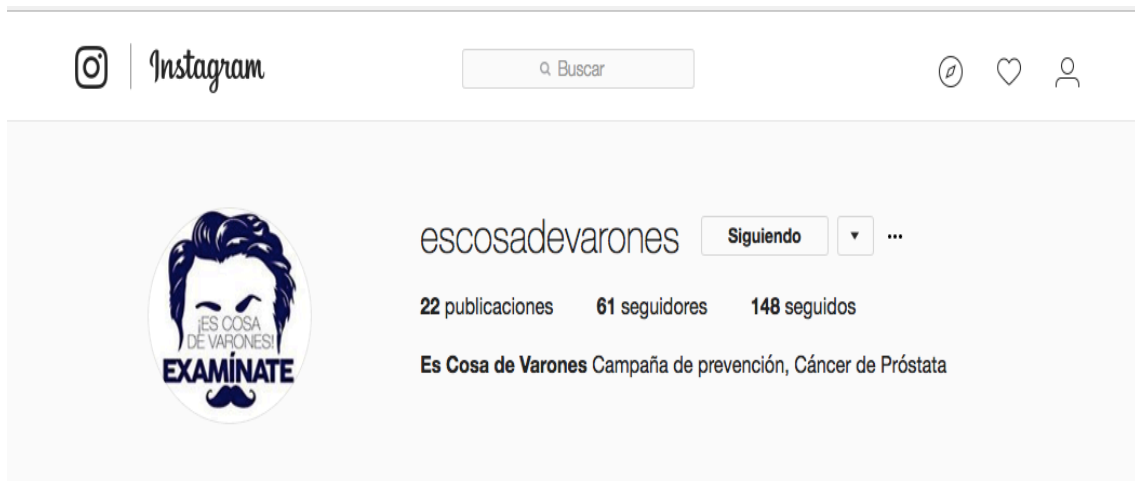 Instagram
Buscar
escosadevarones Siguiendo
22 publicaciones 61 seguidores 148 seguidos
Es Cosa de Varones Campaña de prevención, Cáncer de Próstata
¡ES COSA
DE VARONES!
EXAMÍNATE